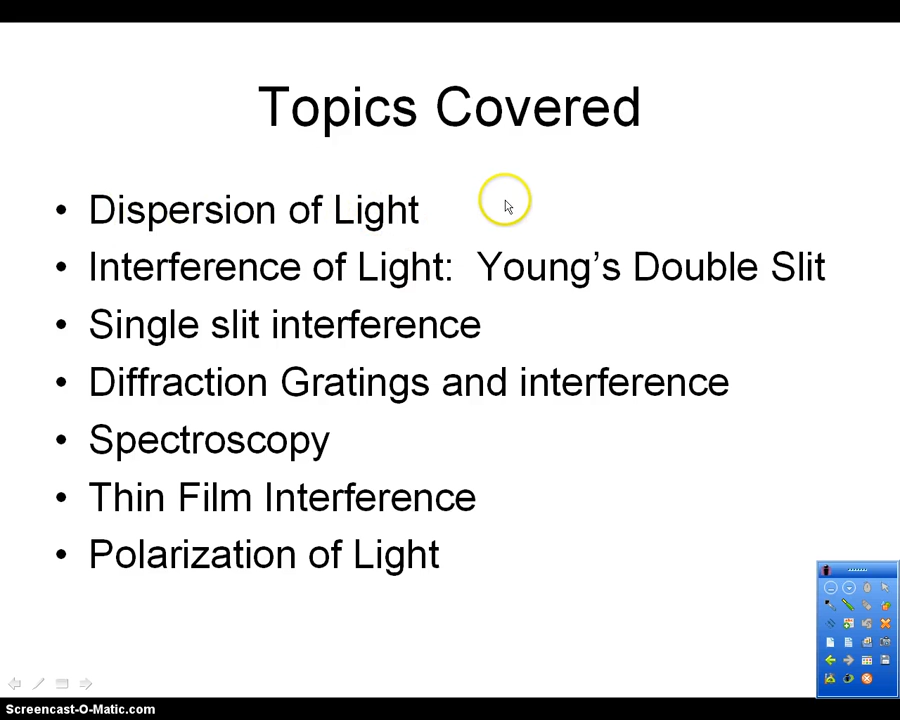 Topics Covered
• Dispersion of Light
• Interference of Light:  Young’s Double Slit
• Single slit interference
• Diffraction Gratings and interference
• Spectroscopy
• Thin Film Interference
• Polarization of Light
Screencast-O-Matic.com